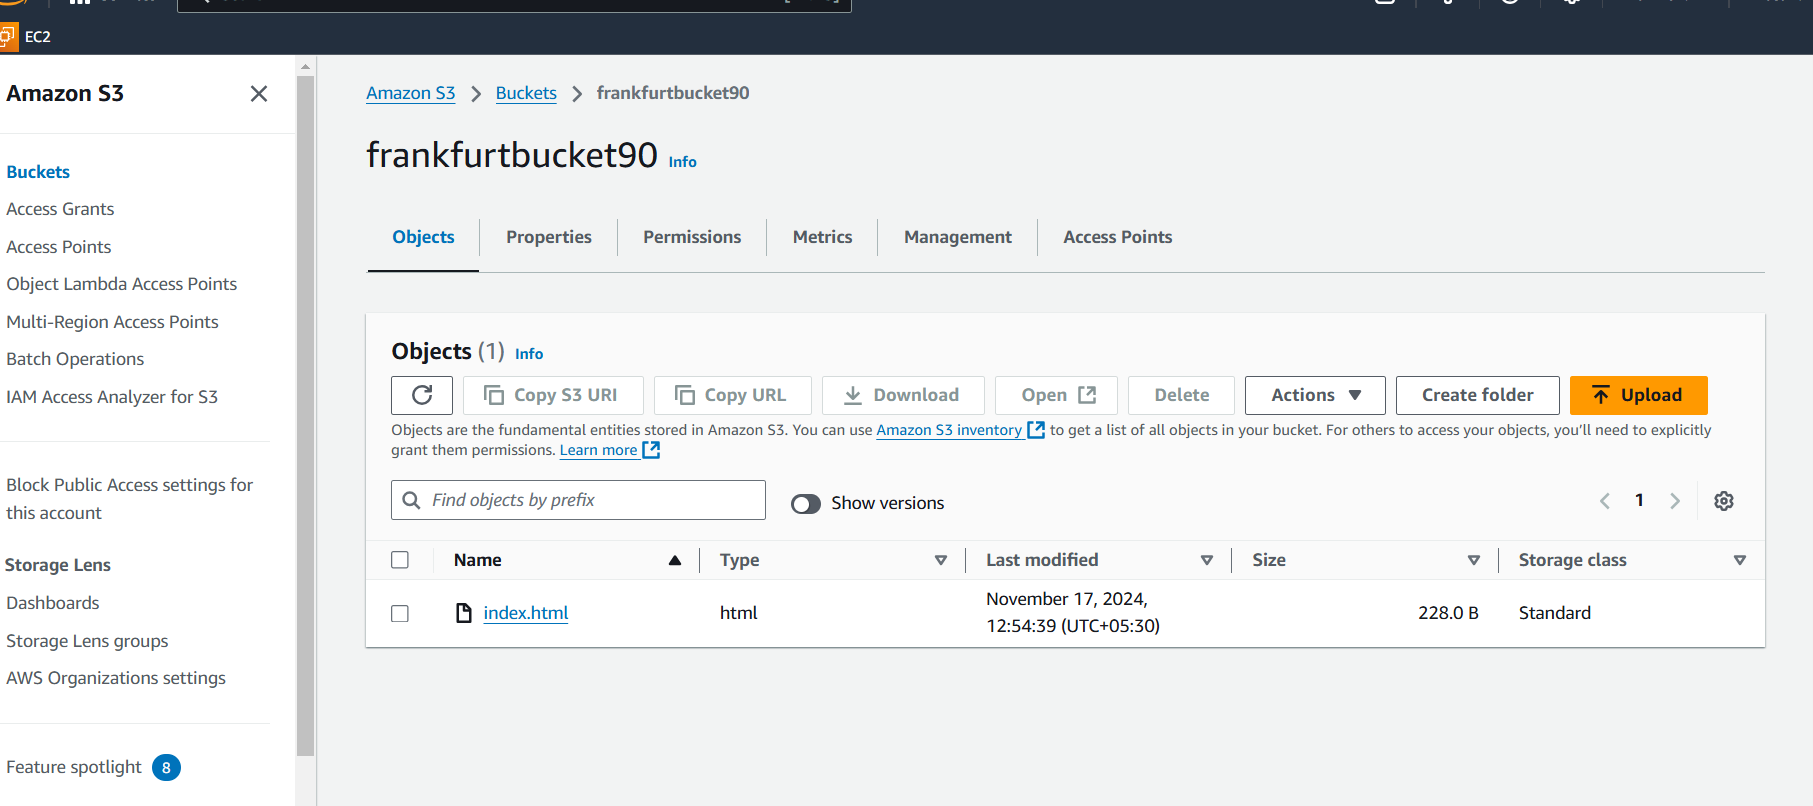 EC2
Amazon S3
Buckets
Access Grants
Access Points
Object Lambda Access Points
Multi-Region Access Points
Batch Operations
IAM Access Analyzer for S3
Block Public Access settings for
this account
Storage Lens
Dashboards
Storage Lens groups
AWS Organizations settings
Feature spotlight 8
Amazon S3 > Buckets > frankfurtbucket90
frankfurtbucket90 Info
Objects Properties Permissions Metrics Management Access Points
Objects (1) Info
Copy S3 URI Copy URL Download Open Delete Actions Create folder Upload
Objects are the fundamental entities stored in Amazon S3. You can use Amazon S3 inventory to get a list of all objects in your bucket. For others to access your objects, you’ll need to explicitly
grant them permissions. Learn more
Find objects by prefix Show versions 1
Name Type Last modified Size Storage class
index.html html November 17, 2024, 228.0 B Standard
12:54:39 (UTC+05:30)